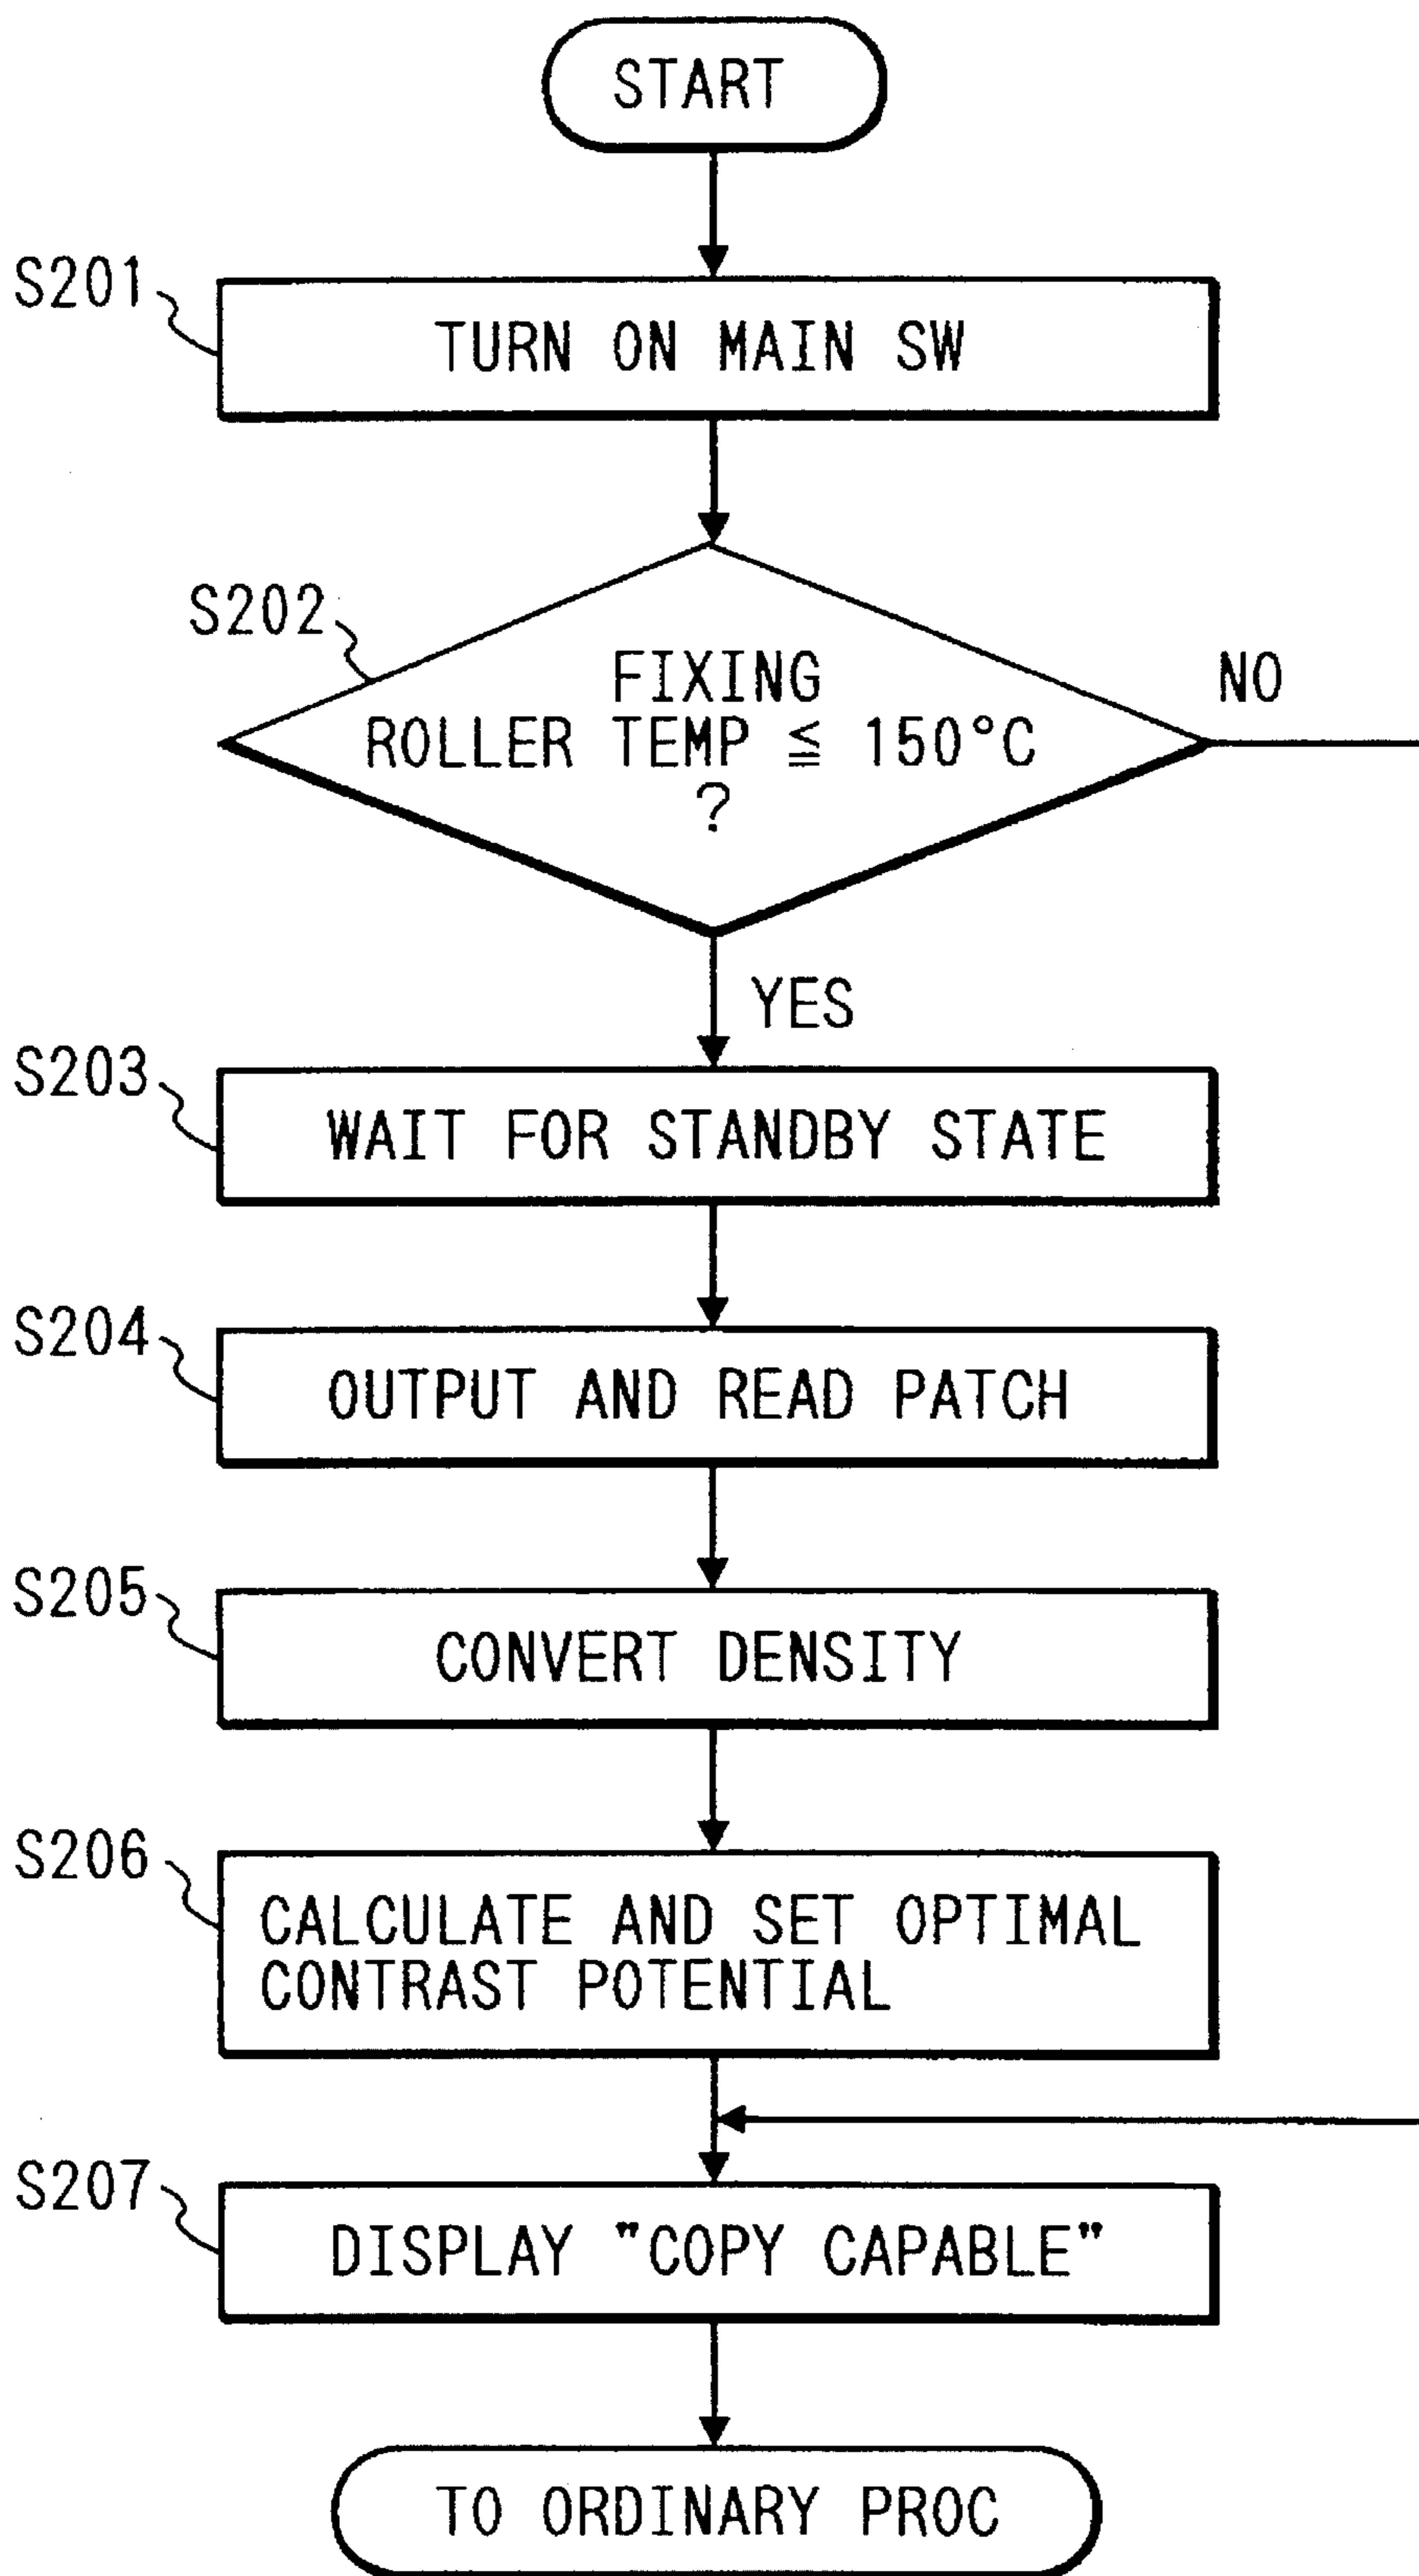 START
S201
TURN ON MAIN SW
S202
FIXING
ROLLER TEMP ≦ 150°C
?
NO
YES
S203
WAIT FOR STANDBY STATE
S204
OUTPUT AND READ PATCH
S205
CONVERT DENSITY
S206
CALCULATE AND SET OPTIMAL
CONTRAST POTENTIAL
S207
DISPLAY "COPY CAPABLE"
TO ORDINARY PROC